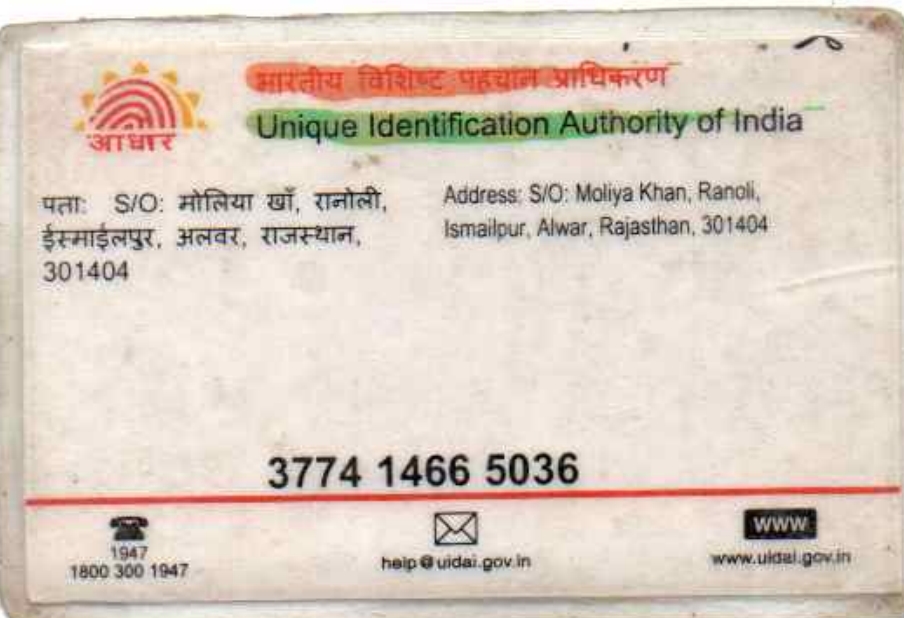 भारतीय विशिष्ट पहचान प्राधिकरण
Unique Identification Authority of India
आधार
पता: S/O: मोलिया खाँ, रानोली,
ईस्माईलपुर, अलवर, राजस्थान,
301404
Address: S/O: Moliya Khan, Ranoli,
Ismailpur, Alwar, Rajasthan, 301404
3774 1466 5036
1947
1800 300 1947
help@uidai.gov.in
WWW
www.uidai.gov.in